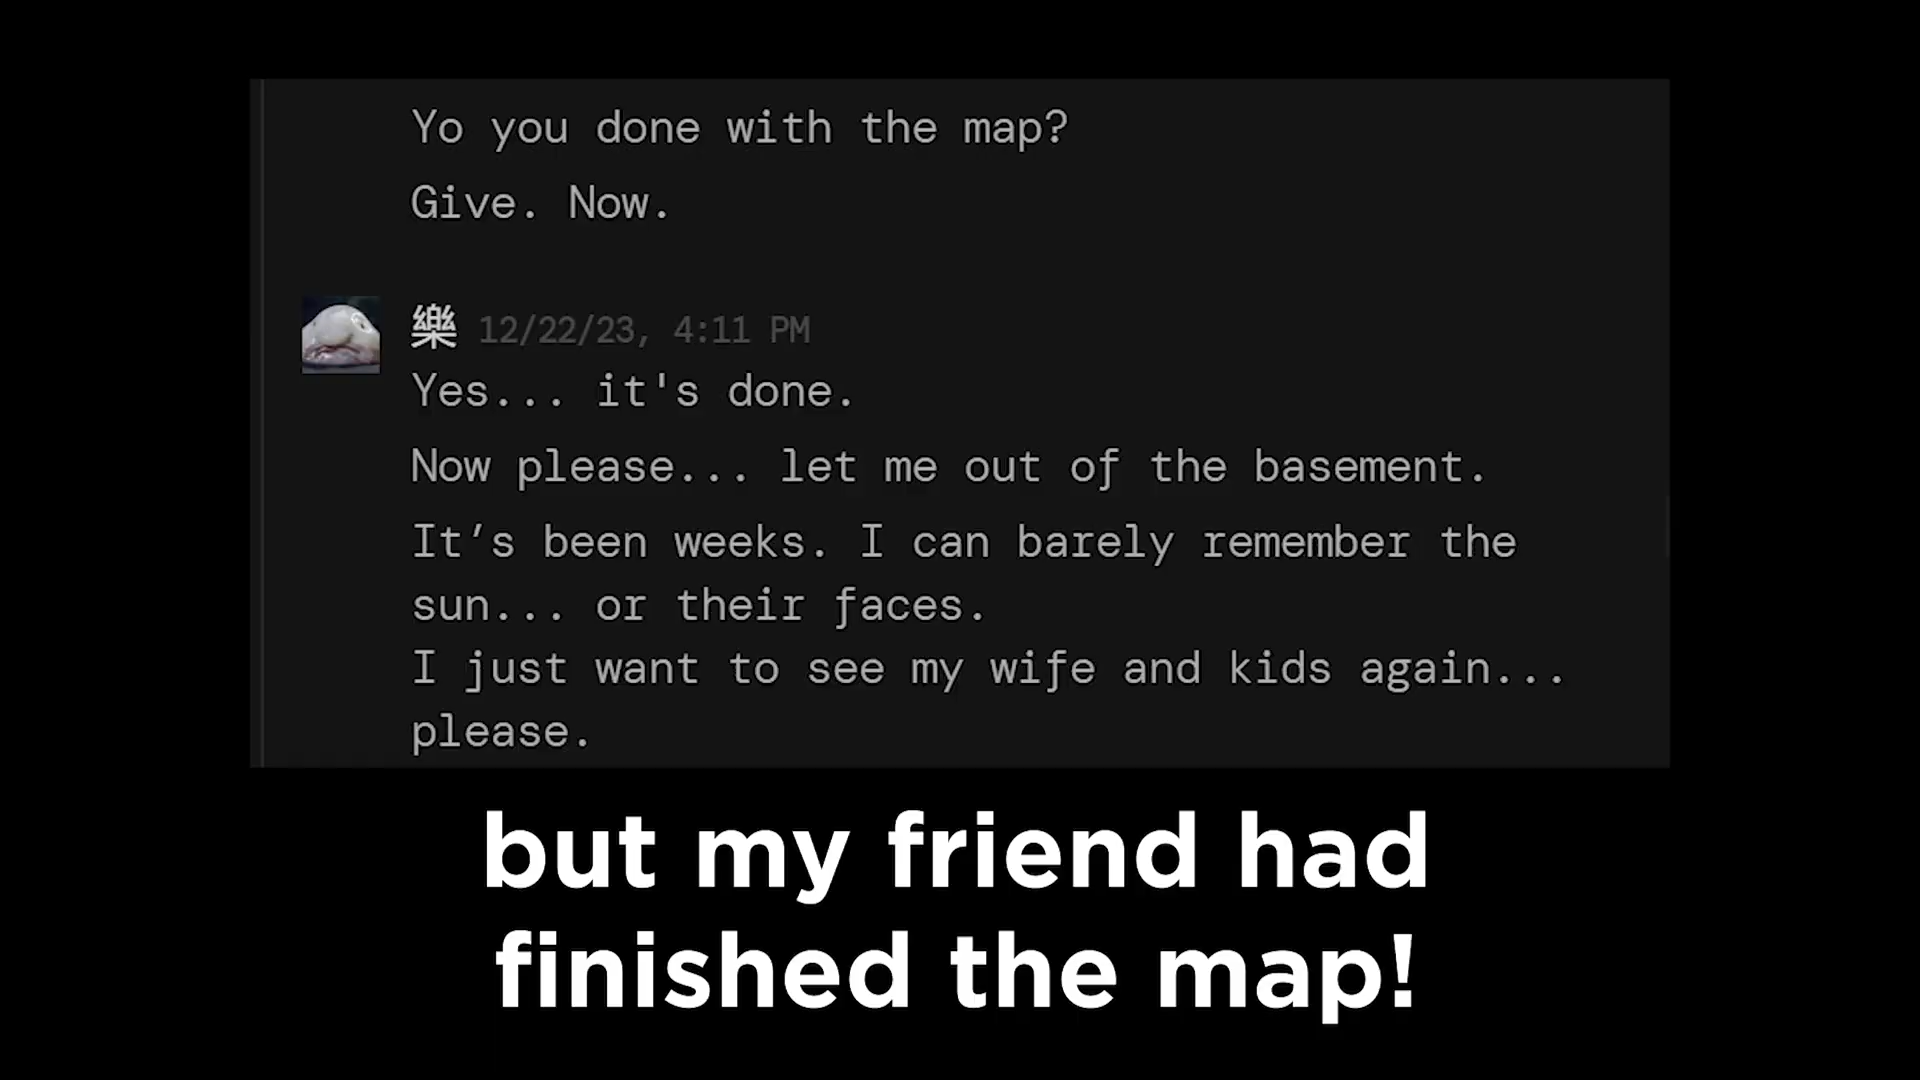 Yo you done with the map?
Give. Now.
樂 12/22/23, 4:11 PM
Yes... it's done.
Now please... let me out of the basement.
It’s been weeks. I can barely remember the
sun... or their faces.
I just want to see my wife and kids again...
please.
but my friend had
finished the map!